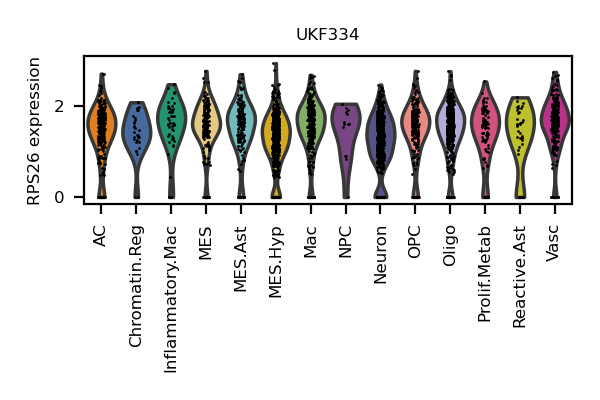 UKF334
RPS26 expression
2
0
AC
Chromatin.Reg
Inflammatory.Mac
MES
MES.Ast
MES.Hyp
Mac
NPC
Neuron
OPC
Oligo
Prolif.Metab
Reactive.Ast
Vasc